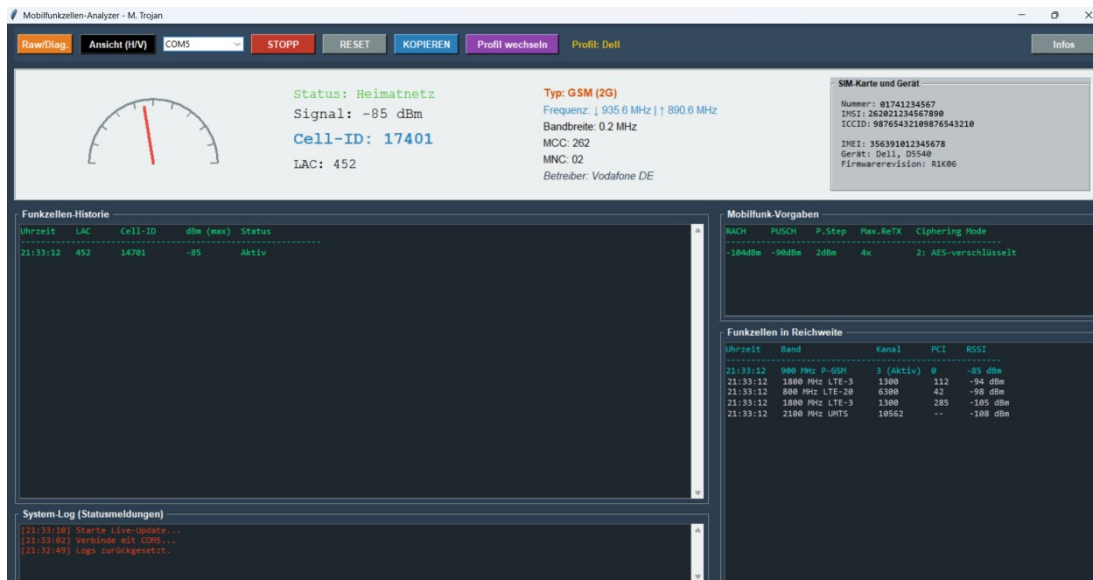 Mobilfunkzellen-Analyzer - M. Trojan
Raw/Diag. Ansicht (H/V) COM5 STOPP RESET KOPIEREN Profil wechseln Profil: Dell Infos
Status: Heimatnetz
Signal: -85 dBm
Cell-ID: 17401
LAC: 452
Typ: GSM (2G)
Frequenz: ↓ 935.6 MHz | ↑ 890.6 MHz
Bandbreite: 0.2 MHz
MCC: 262
MNC: 02
Betreiber: Vodafone DE
SIM-Karte und Gerät
Nummer: 01741234567
IMSI: 262021234567890
ICCID: 98765432109876543210
IMEI: 356391012345678
Gerät: Dell, D5540
Firmwarerevision: R1K06
Funkzellen-Historie
Uhrzeit LAC Cell-ID dBm (max) Status
21:33:12 452 14701 -85 Aktiv
System-Log (Statusmeldungen)
[21:33:10] Starte Live-Update...
[21:33:02] Verbinde mit COM5...
[21:32:49] Logs zurückgesetzt.
Mobilfunk-Vorgaben
RACH PUSCH P.Step Max.ReTX Ciphering Mode
-104dBm -90dBm 2dBm 4x 2: AES-verschlüsselt
Funkzellen in Reichweite
Uhrzeit Band Kanal PCI RSSI
21:33:12 900 MHz P-GSM 3 (Aktiv) 0 -85 dBm
21:33:12 1800 MHz LTE-3 1300 112 -94 dBm
21:33:12 800 MHz LTE-20 6300 42 -98 dBm
21:33:12 1800 MHz LTE-3 1300 285 -105 dBm
21:33:12 2100 MHz UMTS 10562 -- -108 dBm